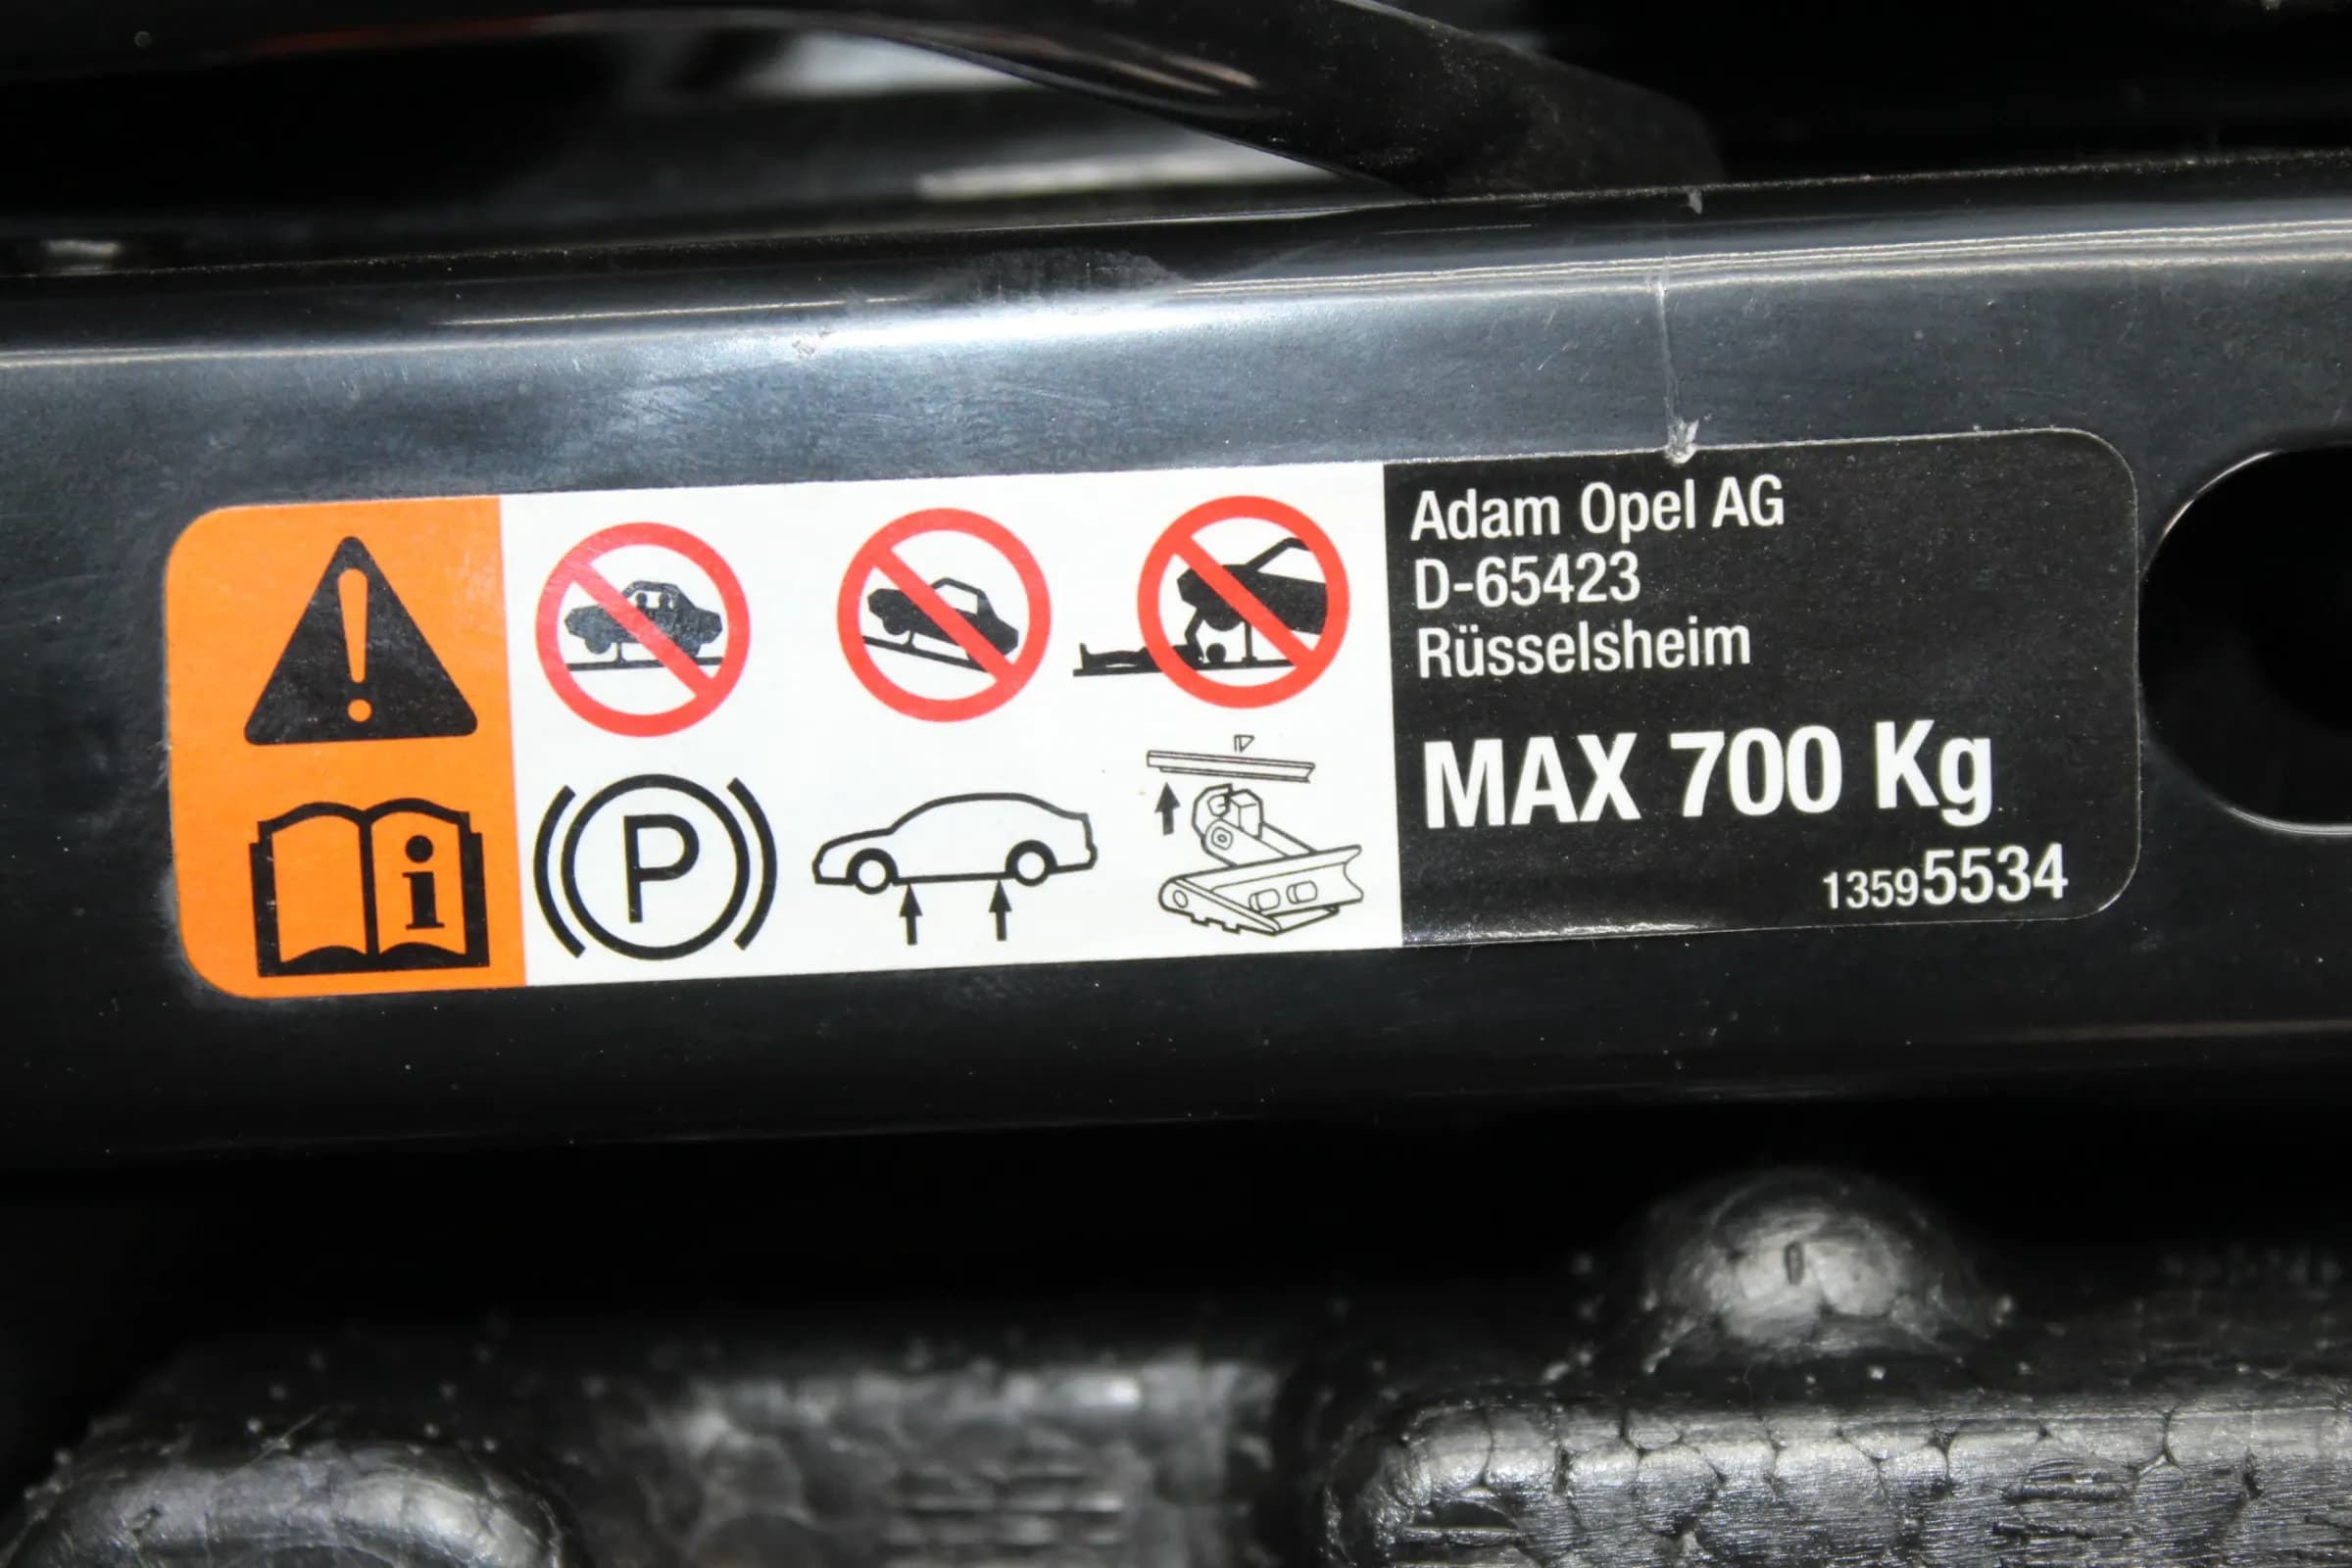 Adam Opel AG
D-65423
Rüsselsheim
MAX 700 Kg
13595534
P
i